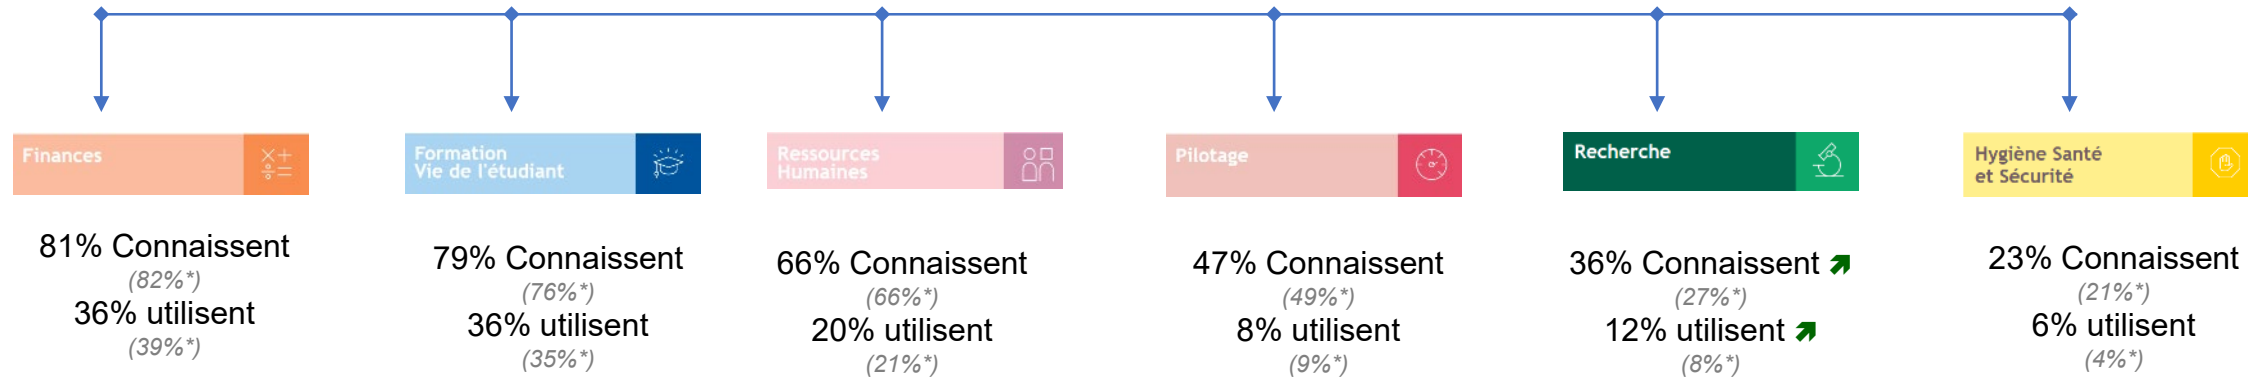 Finances
81% Connaissent
(82%*)
36% utilisent
(39%*)
Formation
Vie de l'étudiant
79% Connaissent
(76%*)
36% utilisent
(35%*)
Ressources
Humaines
66% Connaissent
(66%*)
20% utilisent
(21%*)
Pilotage
47% Connaissent
(49%*)
8% utilisent
(9%*)
Recherche
36% Connaissent
(27%*)
12% utilisent
(8%*)
Hygiène Santé
et Sécurité
23% Connaissent
(21%*)
6% utilisent
(4%*)